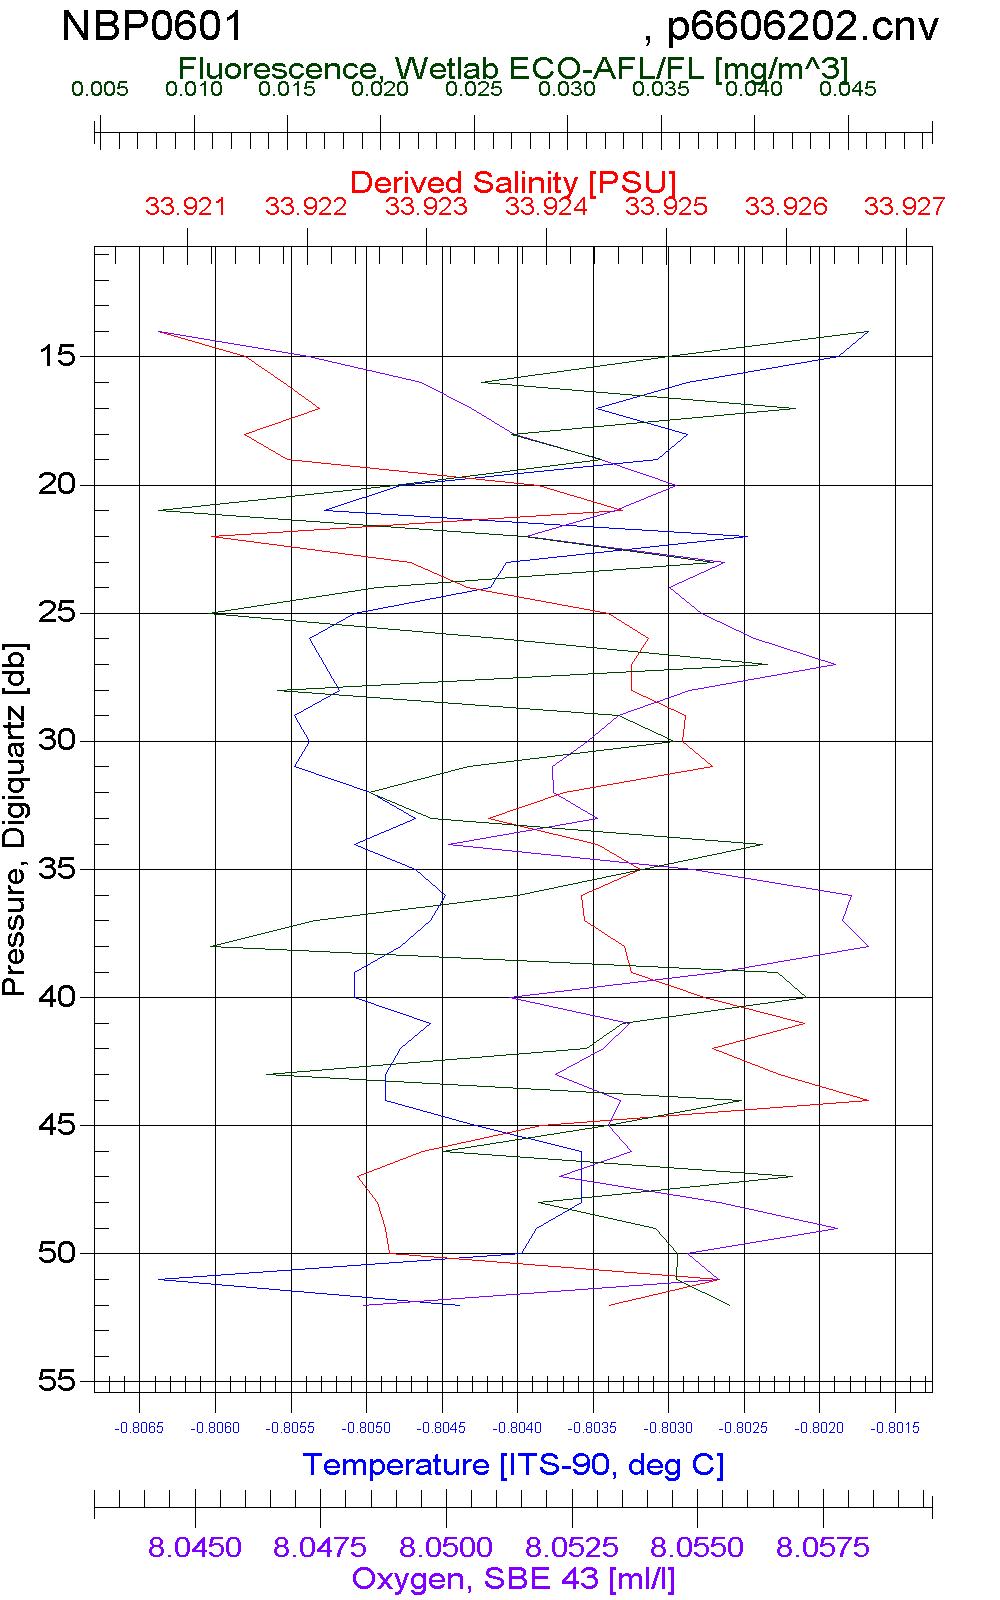 NBP0601 , p6606202.cnv
Fluorescence, Wetlab ECO-AFL/FL [mg/m^3]
0.005 0.010 0.015 0.020 0.025 0.030 0.035 0.040 0.045
Derived Salinity [PSU]
33.921 33.922 33.923 33.924 33.925 33.926 33.927
Pressure, Digiquartz [db]
15
20
25
30
35
40
45
50
55
-0.8065 -0.8060 -0.8055 -0.8050 -0.8045 -0.8040 -0.8035 -0.8030 -0.8025 -0.8020 -0.8015
Temperature [ITS-90, deg C]
8.0450 8.0475 8.0500 8.0525 8.0550 8.0575
Oxygen, SBE 43 [ml/l]